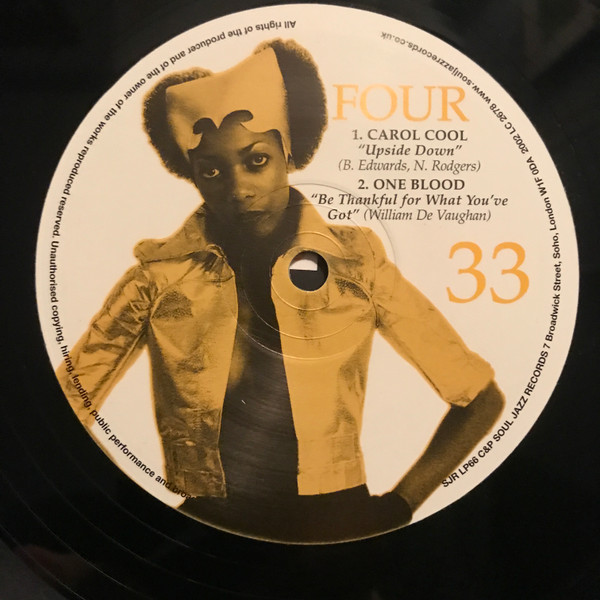 FOUR
1. CAROL COOL
"Upside Down"
(B. Edwards, N. Rodgers)
2. ONE BLOOD
"Be Thankful for What You've
Got" (William De Vaughan)
33
SJR LP66 C&P SOUL JAZZ RECORDS 7 Broadwick Street, Soho, London W1F 0DA 2002 LC 2678 www.souljazzrecords.co.uk
All rights of the producer and of the owner of the works reproduced reserved. Unauthorised copying, hiring, lending, public performance and broa